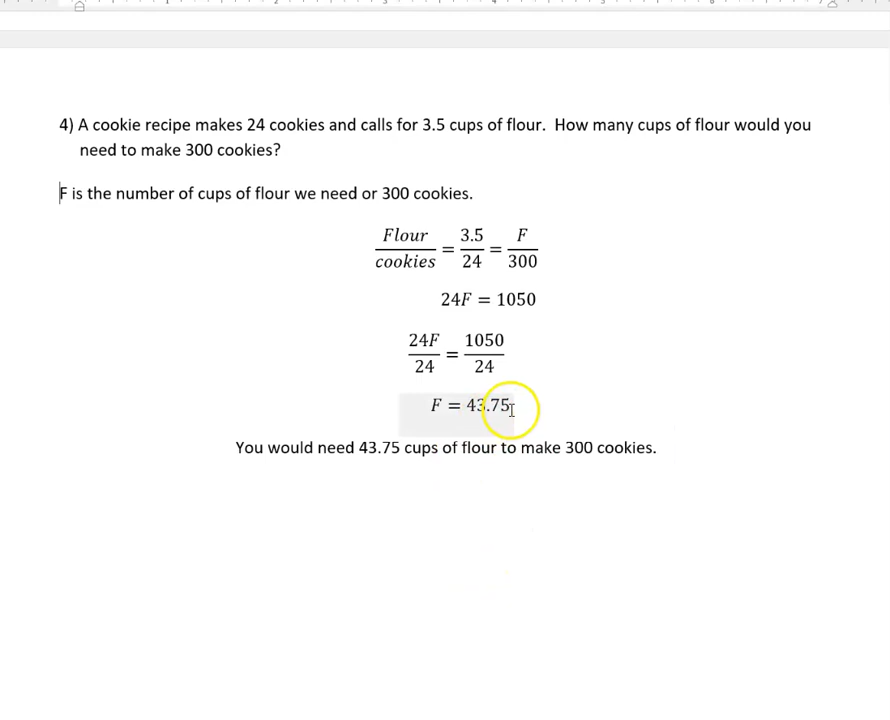 4) A cookie recipe makes 24 cookies and calls for 3.5 cups of flour. How many cups of flour would you
need to make 300 cookies?
F is the number of cups of flour we need or 300 cookies.
Flour/cookies = 3.5/24 = F/300
24F = 1050
24F/24 = 1050/24
F = 43.75
You would need 43.75 cups of flour to make 300 cookies.